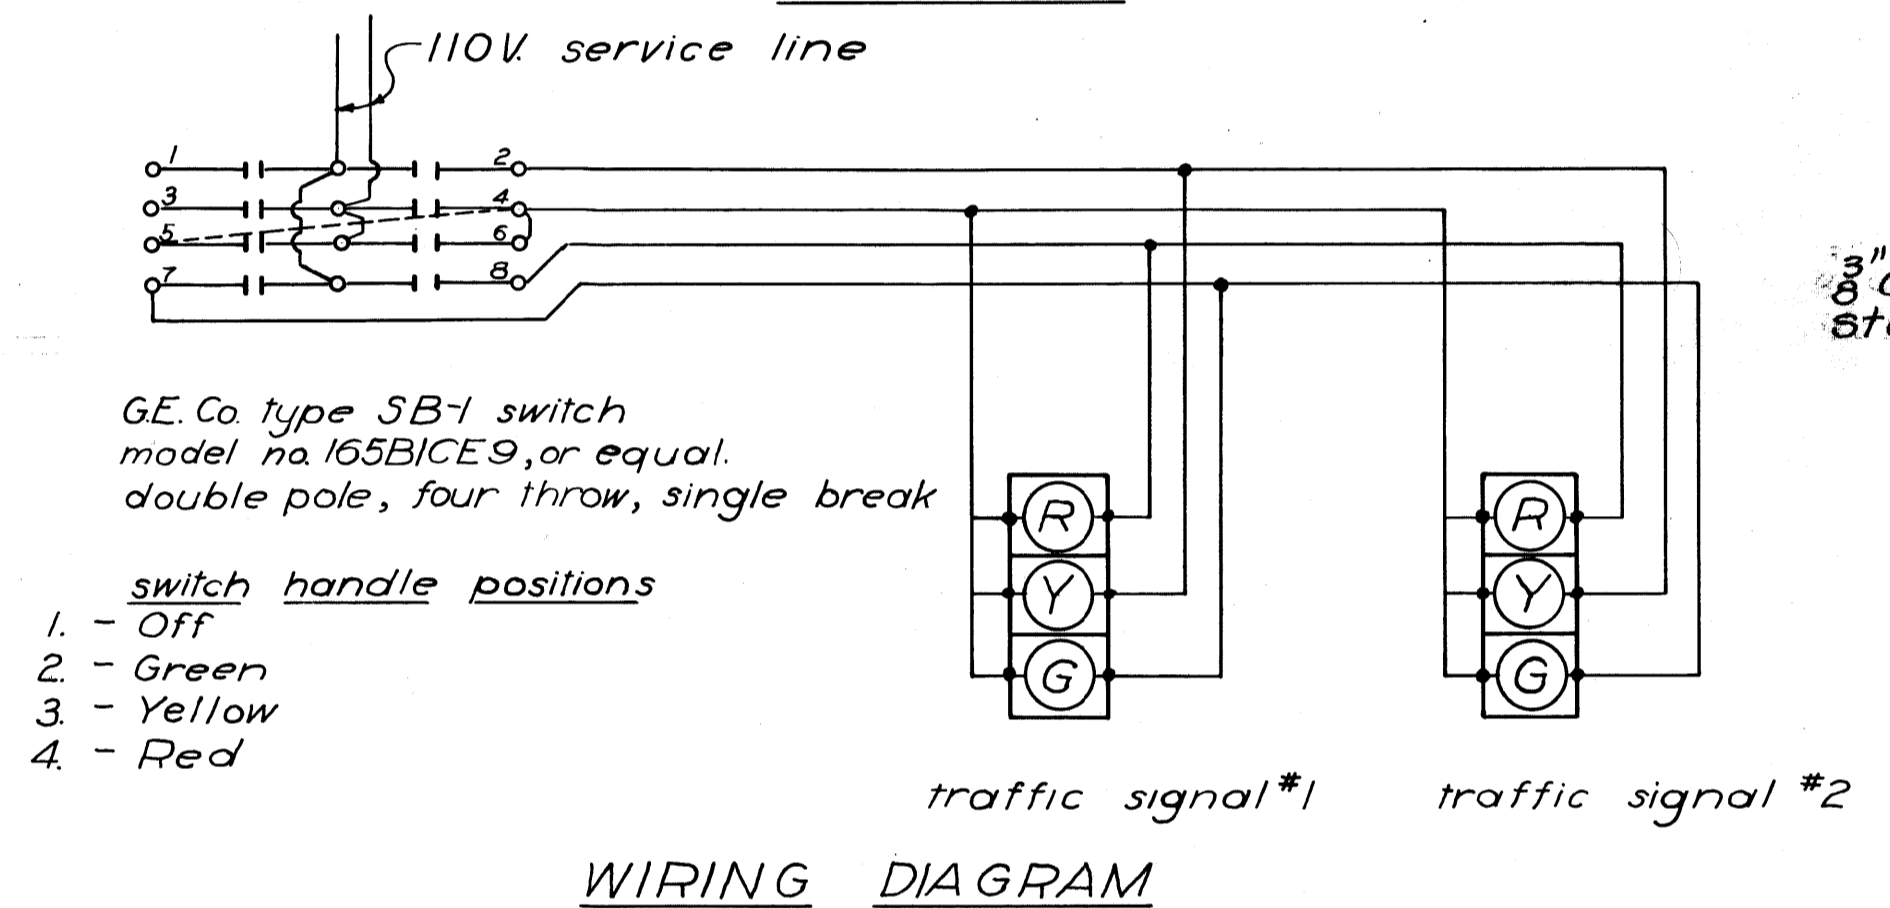 110V. service line
1
2
3
4
5
6
7
8
3"
8
G.E. Co. type SB-1 switch
model no. 165B1CE9, or equal.
double pole, four throw, single break
switch handle positions
1. - Off
2. - Green
3. - Yellow
4. - Red
R
Y
G
R
Y
G
traffic signal #1
traffic signal #2
WIRING DIAGRAM